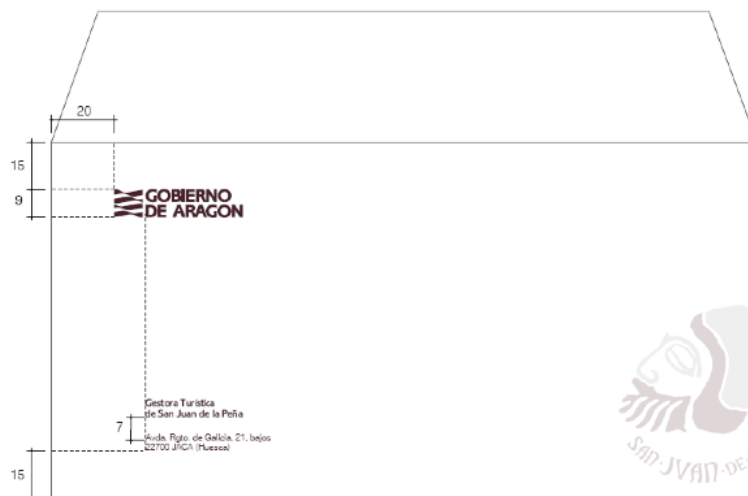 20
15
9
GOBIERNO
DE ARAGON
Gestora Turística
de San Juan de la Peña
7
Avda. Rgto. de Galicia, 21, bajos
22700 JACA (Huesca)
15
SAN·JVAN·DE·